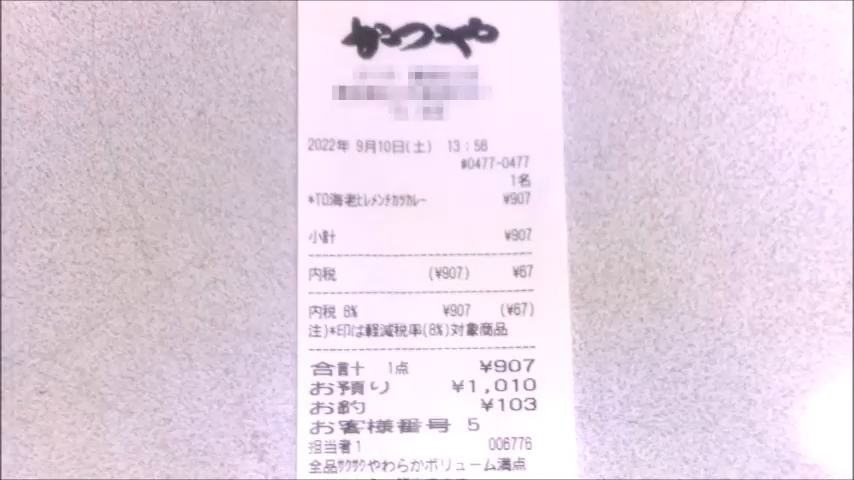 かつや
2022年 9月10日(土) 13:58
#0477-0477
1名
*TO海老ヒレメンチカツカレー ¥907
小計 ¥907
内税 (¥907) ¥67
内税 8% ¥907 (¥67)
注)*印は軽減税率(8%)対象商品
合計 1点 ¥907
お預り ¥1,010
お釣 ¥103
お客様番号 5
担当者1 006776
全品サクサクやわらかボリューム満点